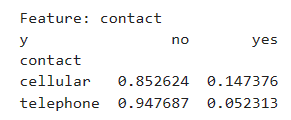 Feature: contact
y no yes
contact
cellular 0.852624 0.147376
telephone 0.947687 0.052313